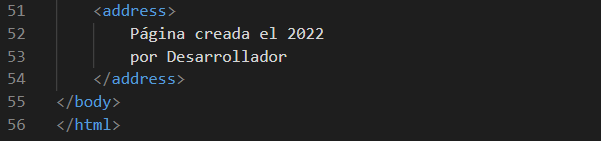 51 <address>
52 Página creada el 2022
53 por Desarrollador
54 </address>
55 </body>
56 </html>